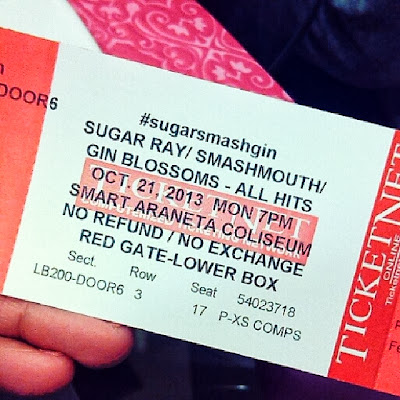 DOOR6
#sugarsmashgin
SUGAR RAY/ SMASHMOUTH/
GIN BLOSSOMS - ALL HITS
OCT. 21, 2013 MON 7PM
SMART ARANETA COLISEUM
NO REFUND / NO EXCHANGE
RED GATE-LOWER BOX
Sect. Row Seat 54023718
LB200-DOOR6 3 17 P-XS COMPS
TICKETNET
TICKETNET
ONLINE